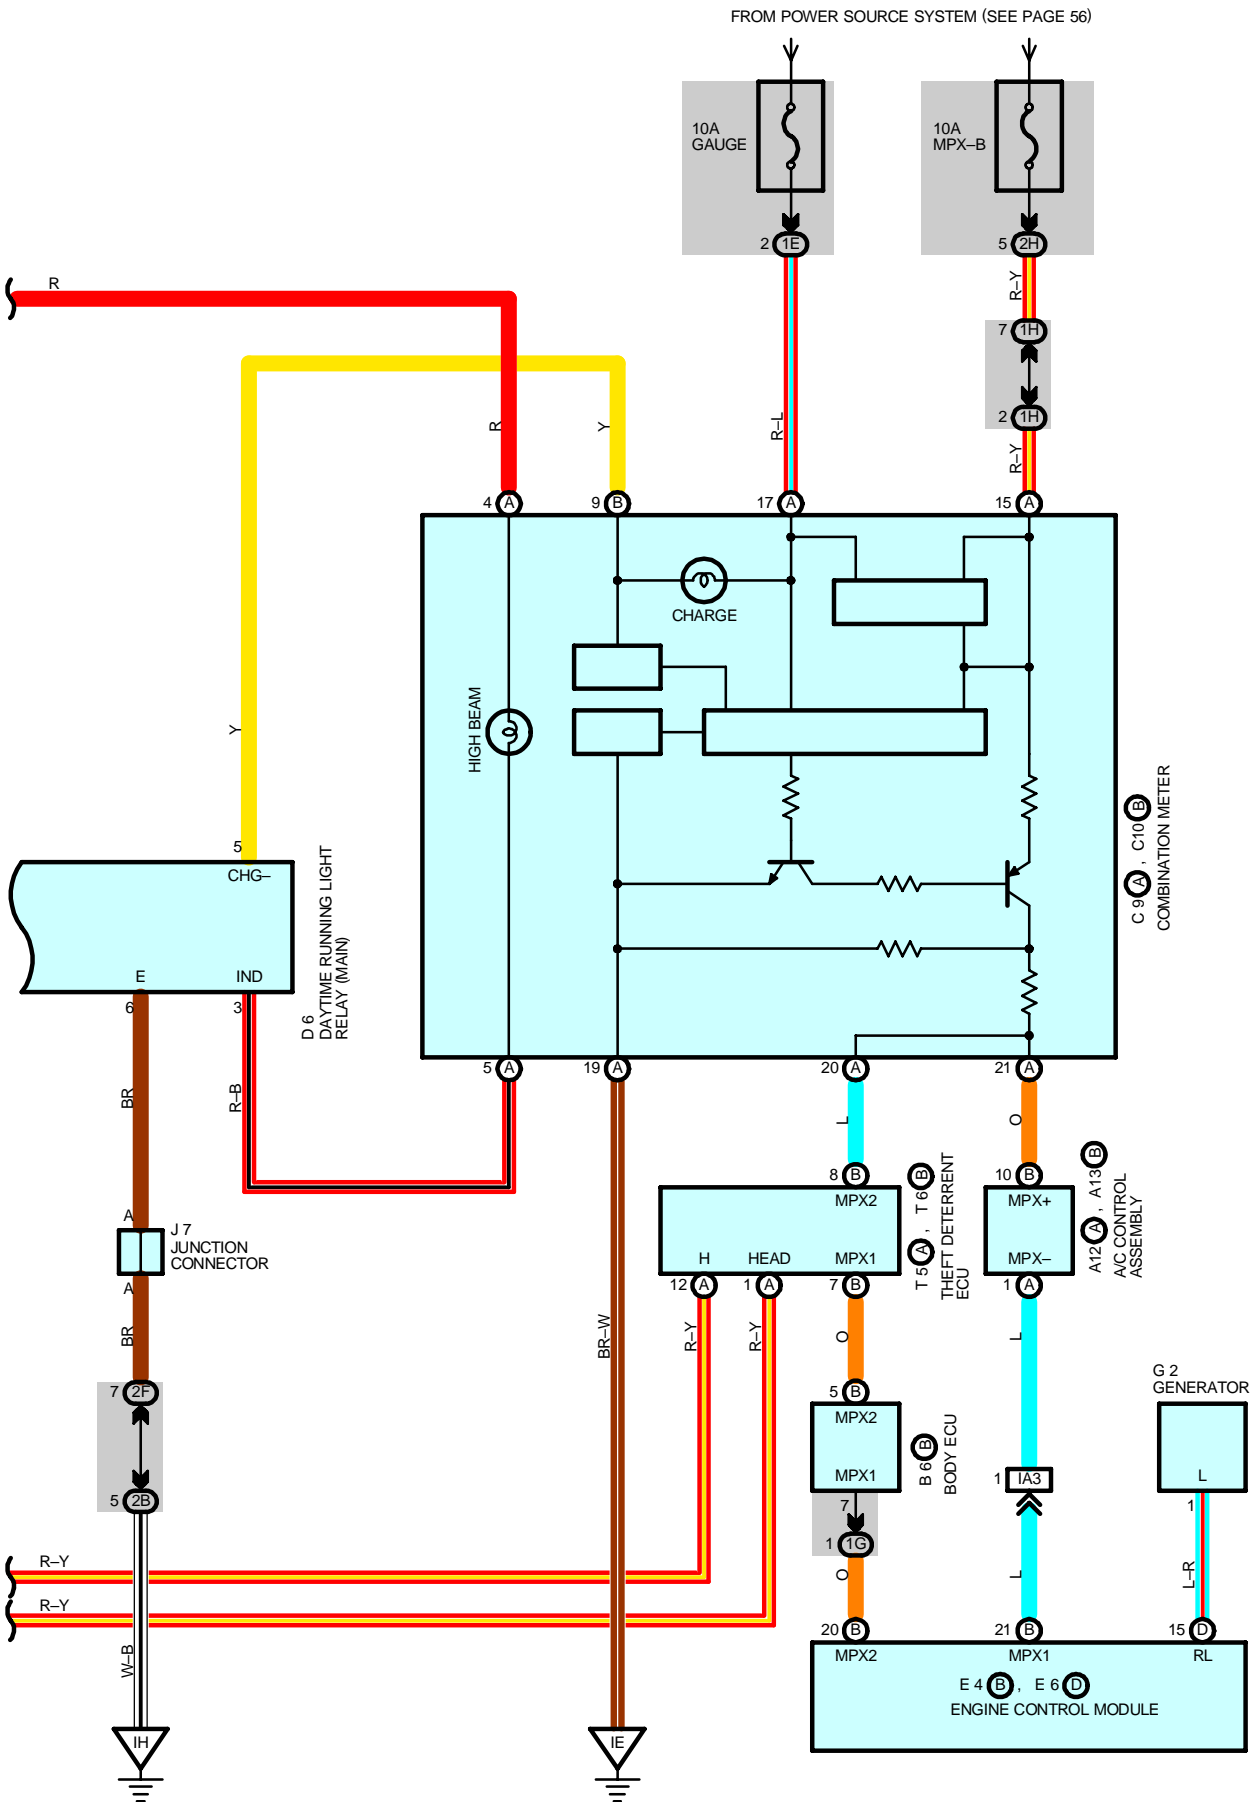 FROM POWER SOURCE SYSTEM (SEE PAGE 56)
10A
GAUGE
10A
MPX–B
2 1E
5 2H
R–Y
R
7 1H
2 1H
R
Y
R–L
R–Y
4 A
9 B
17 A
15 A
CHARGE
HIGH BEAM
Y
C 9 A , C10 B
COMBINATION METER
5
CHG–
E
IND
6
3
D 6
DAYTIME RUNNING LIGHT
RELAY (MAIN)
5 A
19 A
20 A
21 A
BR
R–B
L
O
8 B
10 B
MPX2
MPX+
T 5 A , T 6 B
THEFT DETERRENT
ECU
A12 A , A13 B
A/C CONTROL
ASSEMBLY
A
J 7
JUNCTION
CONNECTOR
A
H
HEAD
MPX1
MPX–
12 A
1 A
7 B
1 A
BR
BR–W
R–Y
R–Y
O
L
7 2F
5 B
MPX2
G 2
GENERATOR
B 6 B
BODY ECU
MPX1
1 IA3
L
5 2B
7
1
1 1G
R–Y
O
L
L–R
R–Y
W–B
20 B
21 B
15 D
MPX2
MPX1
RL
E 4 B , E 6 D
ENGINE CONTROL MODULE
IH
IE